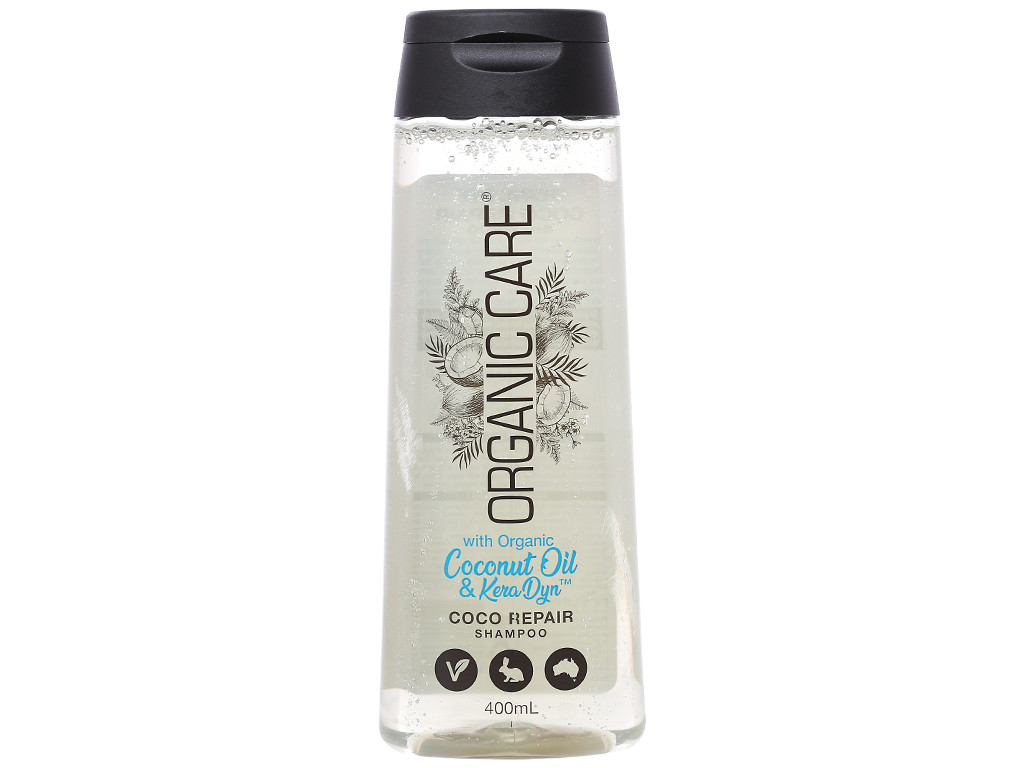 ORGANIC CARE®
with Organic
Coconut Oil
& KeraDyn™
COCO REPAIR
SHAMPOO
400mL